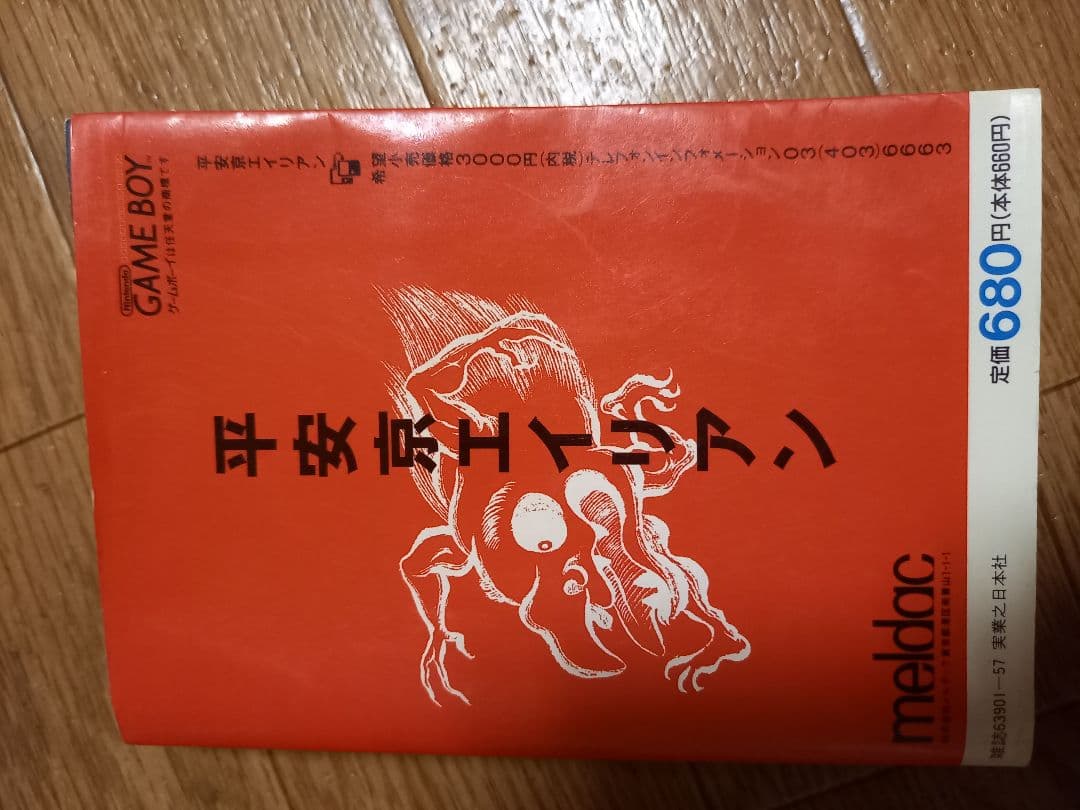 平安京エイリアン
希望小売価格3000円(内税)テレフォンインフォメーション03(403)6663
Nintendo
GAME BOY™
ゲームボーイは任天堂の商標です
平安京エイリアン
meldac
定価680円(本体660円)
雑誌63901-57 実業之日本社